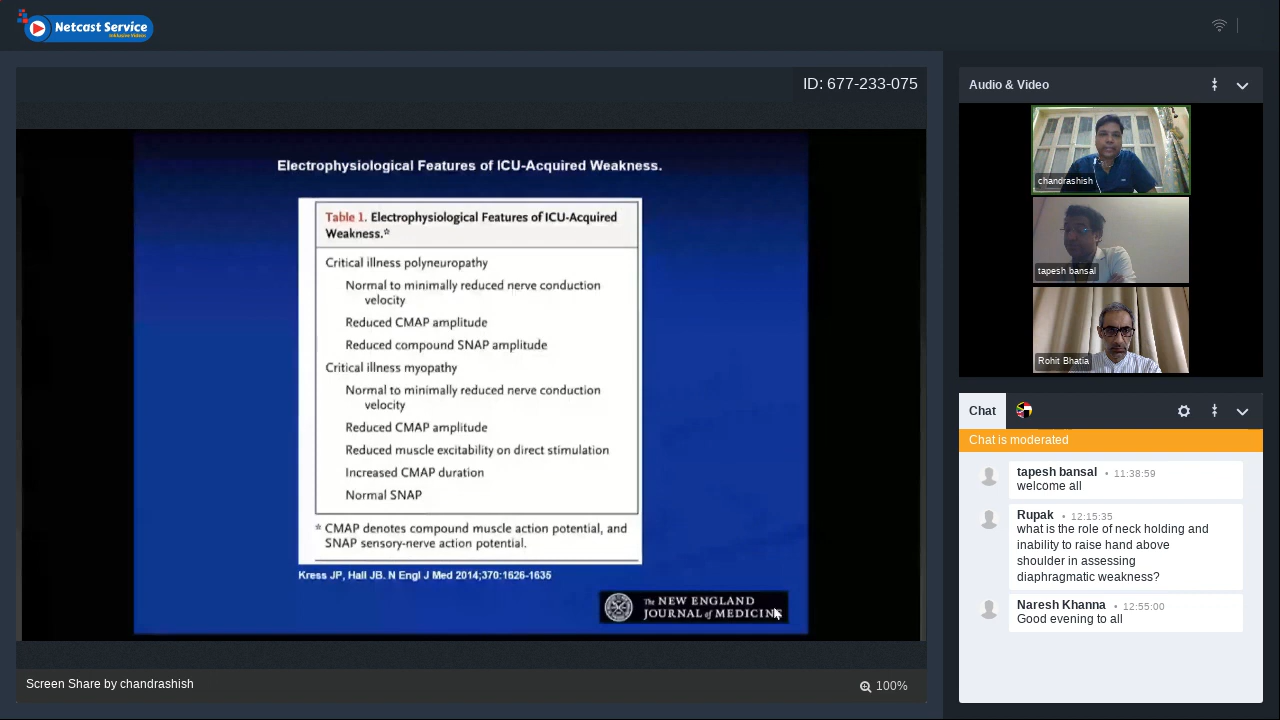 Netcast Service
Inklusive Videos
ID: 677-233-075
Electrophysiological Features of ICU-Acquired Weakness.
Table 1. Electrophysiological Features of ICU-Acquired
Weakness.*
Critical illness polyneuropathy
Normal to minimally reduced nerve conduction
velocity
Reduced CMAP amplitude
Reduced compound SNAP amplitude
Critical illness myopathy
Normal to minimally reduced nerve conduction
velocity
Reduced CMAP amplitude
Reduced muscle excitability on direct stimulation
Increased CMAP duration
Normal SNAP
* CMAP denotes compound muscle action potential, and
SNAP sensory-nerve action potential.
Kress JP, Hall JB. N Engl J Med 2014;370:1626-1635
The NEW ENGLAND
JOURNAL of MEDICINE
Screen Share by chandrashish
100%
Audio & Video
chandrashish
tapesh bansal
Rohit Bhatia
Chat
Chat is moderated
tapesh bansal • 11:38:59
welcome all
Rupak • 12:15:35
what is the role of neck holding and
inability to raise hand above
shoulder in assessing
diaphragmatic weakness?
Naresh Khanna • 12:55:00
Good evening to all